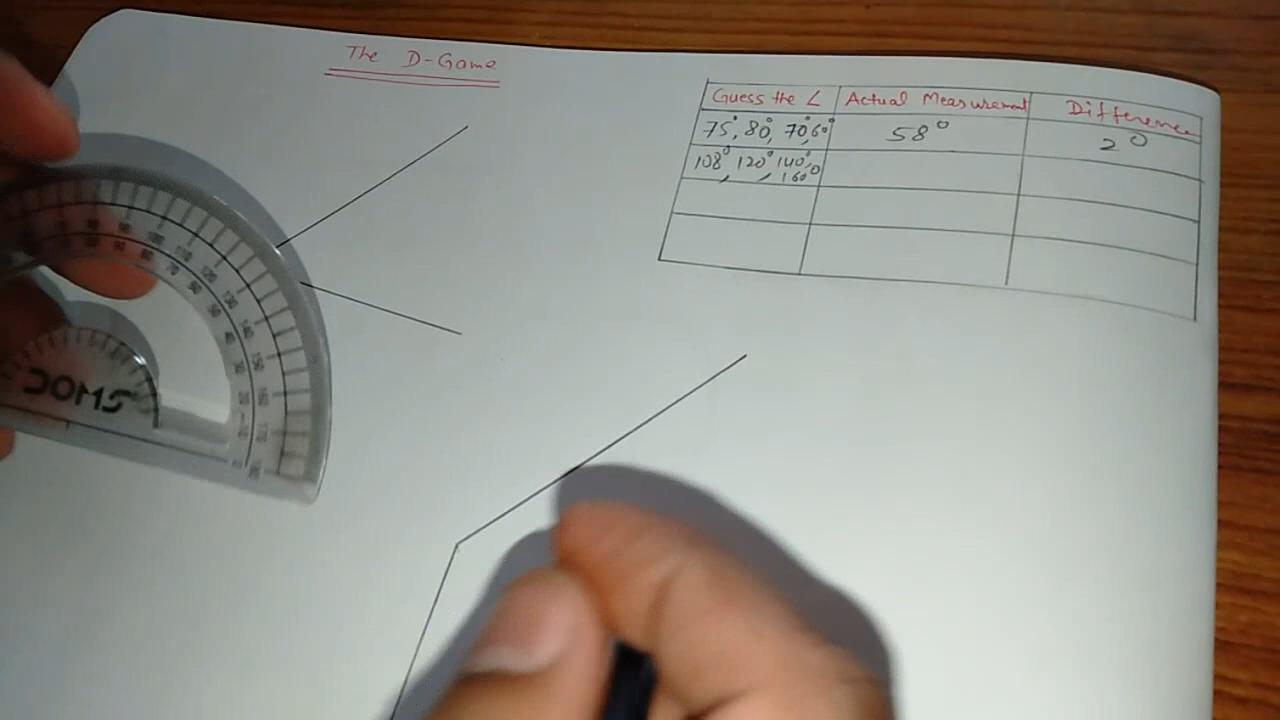 The D-Game
Guess the ∠ Actual Measurement Difference
75°, 80°, 70°, 60° 58° 2°
108°, 120°, 140°,
160°
DOMS